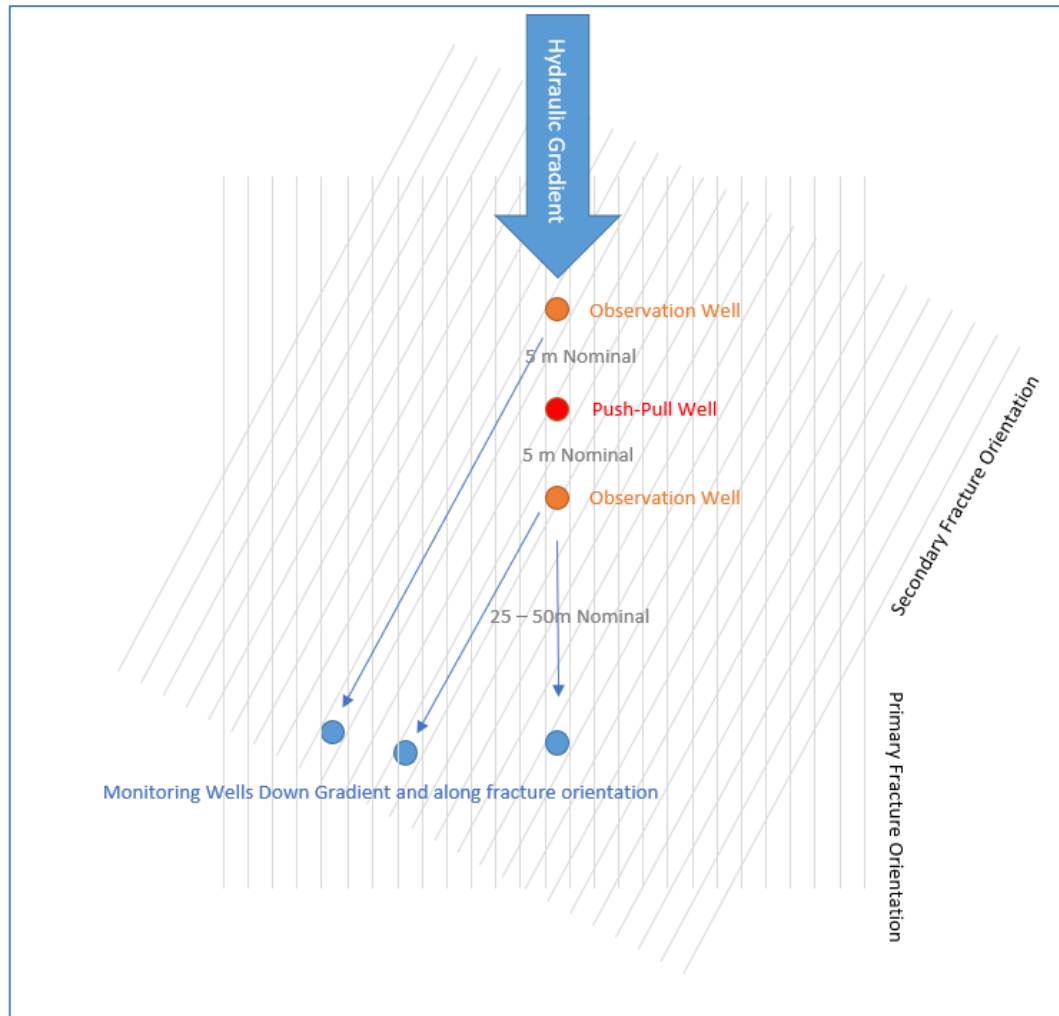 Hydraulic Gradient
Observation Well
5 m Nominal
Push-Pull Well
5 m Nominal
Observation Well
Secondary Fracture Orientation
25 – 50m Nominal
Primary Fracture Orientation
Monitoring Wells Down Gradient and along fracture orientation